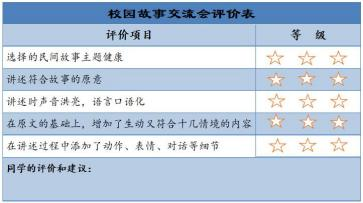 校园故事交流会评价表
评价项目 等 级
选择的民间故事主题健康
讲述符合故事的原意
讲述时声音洪亮，语言口语化
在原文的基础上，增加了生动又符合十几情境的内容
在讲述过程中添加了动作、表情、对话等细节
同学的评价和建议：